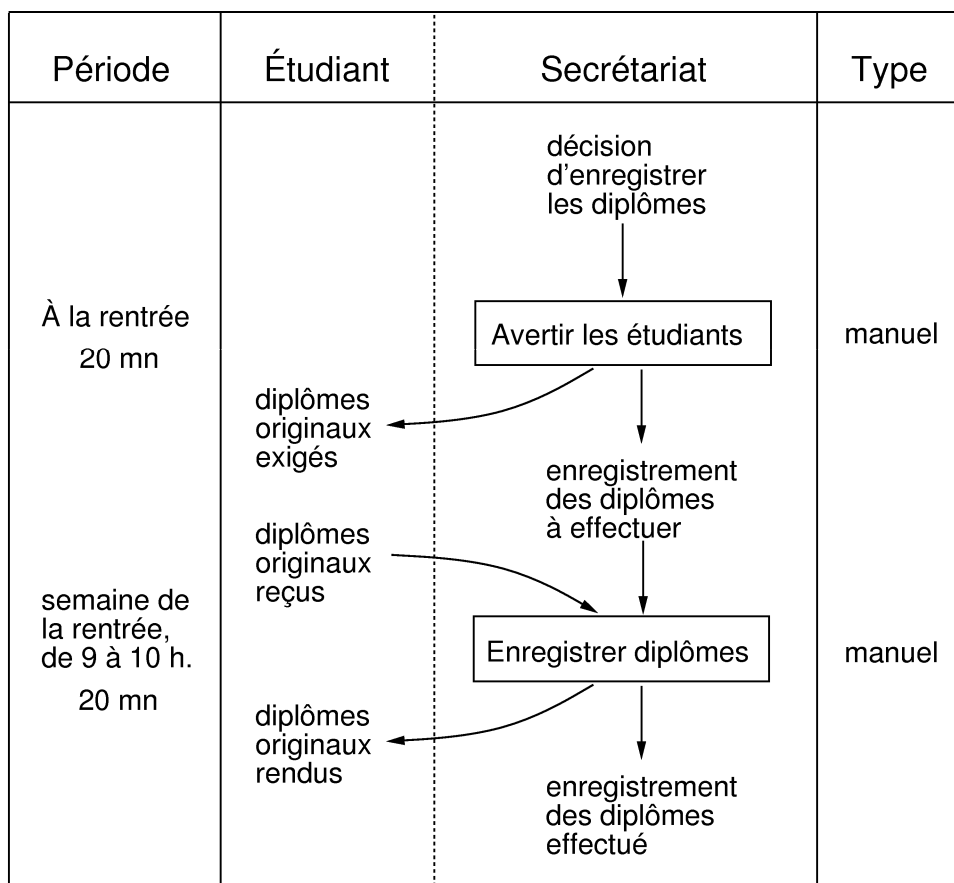 Période
Étudiant
Secrétariat
Type
décision
d'enregistrer
les diplômes
À la rentrée
20 mn
Avertir les étudiants
manuel
diplômes
originaux
exigés
enregistrement
des diplômes
à effectuer
diplômes
originaux
reçus
semaine de
la rentrée,
de 9 à 10 h.
20 mn
Enregistrer diplômes
manuel
diplômes
originaux
rendus
enregistrement
des diplômes
effectué